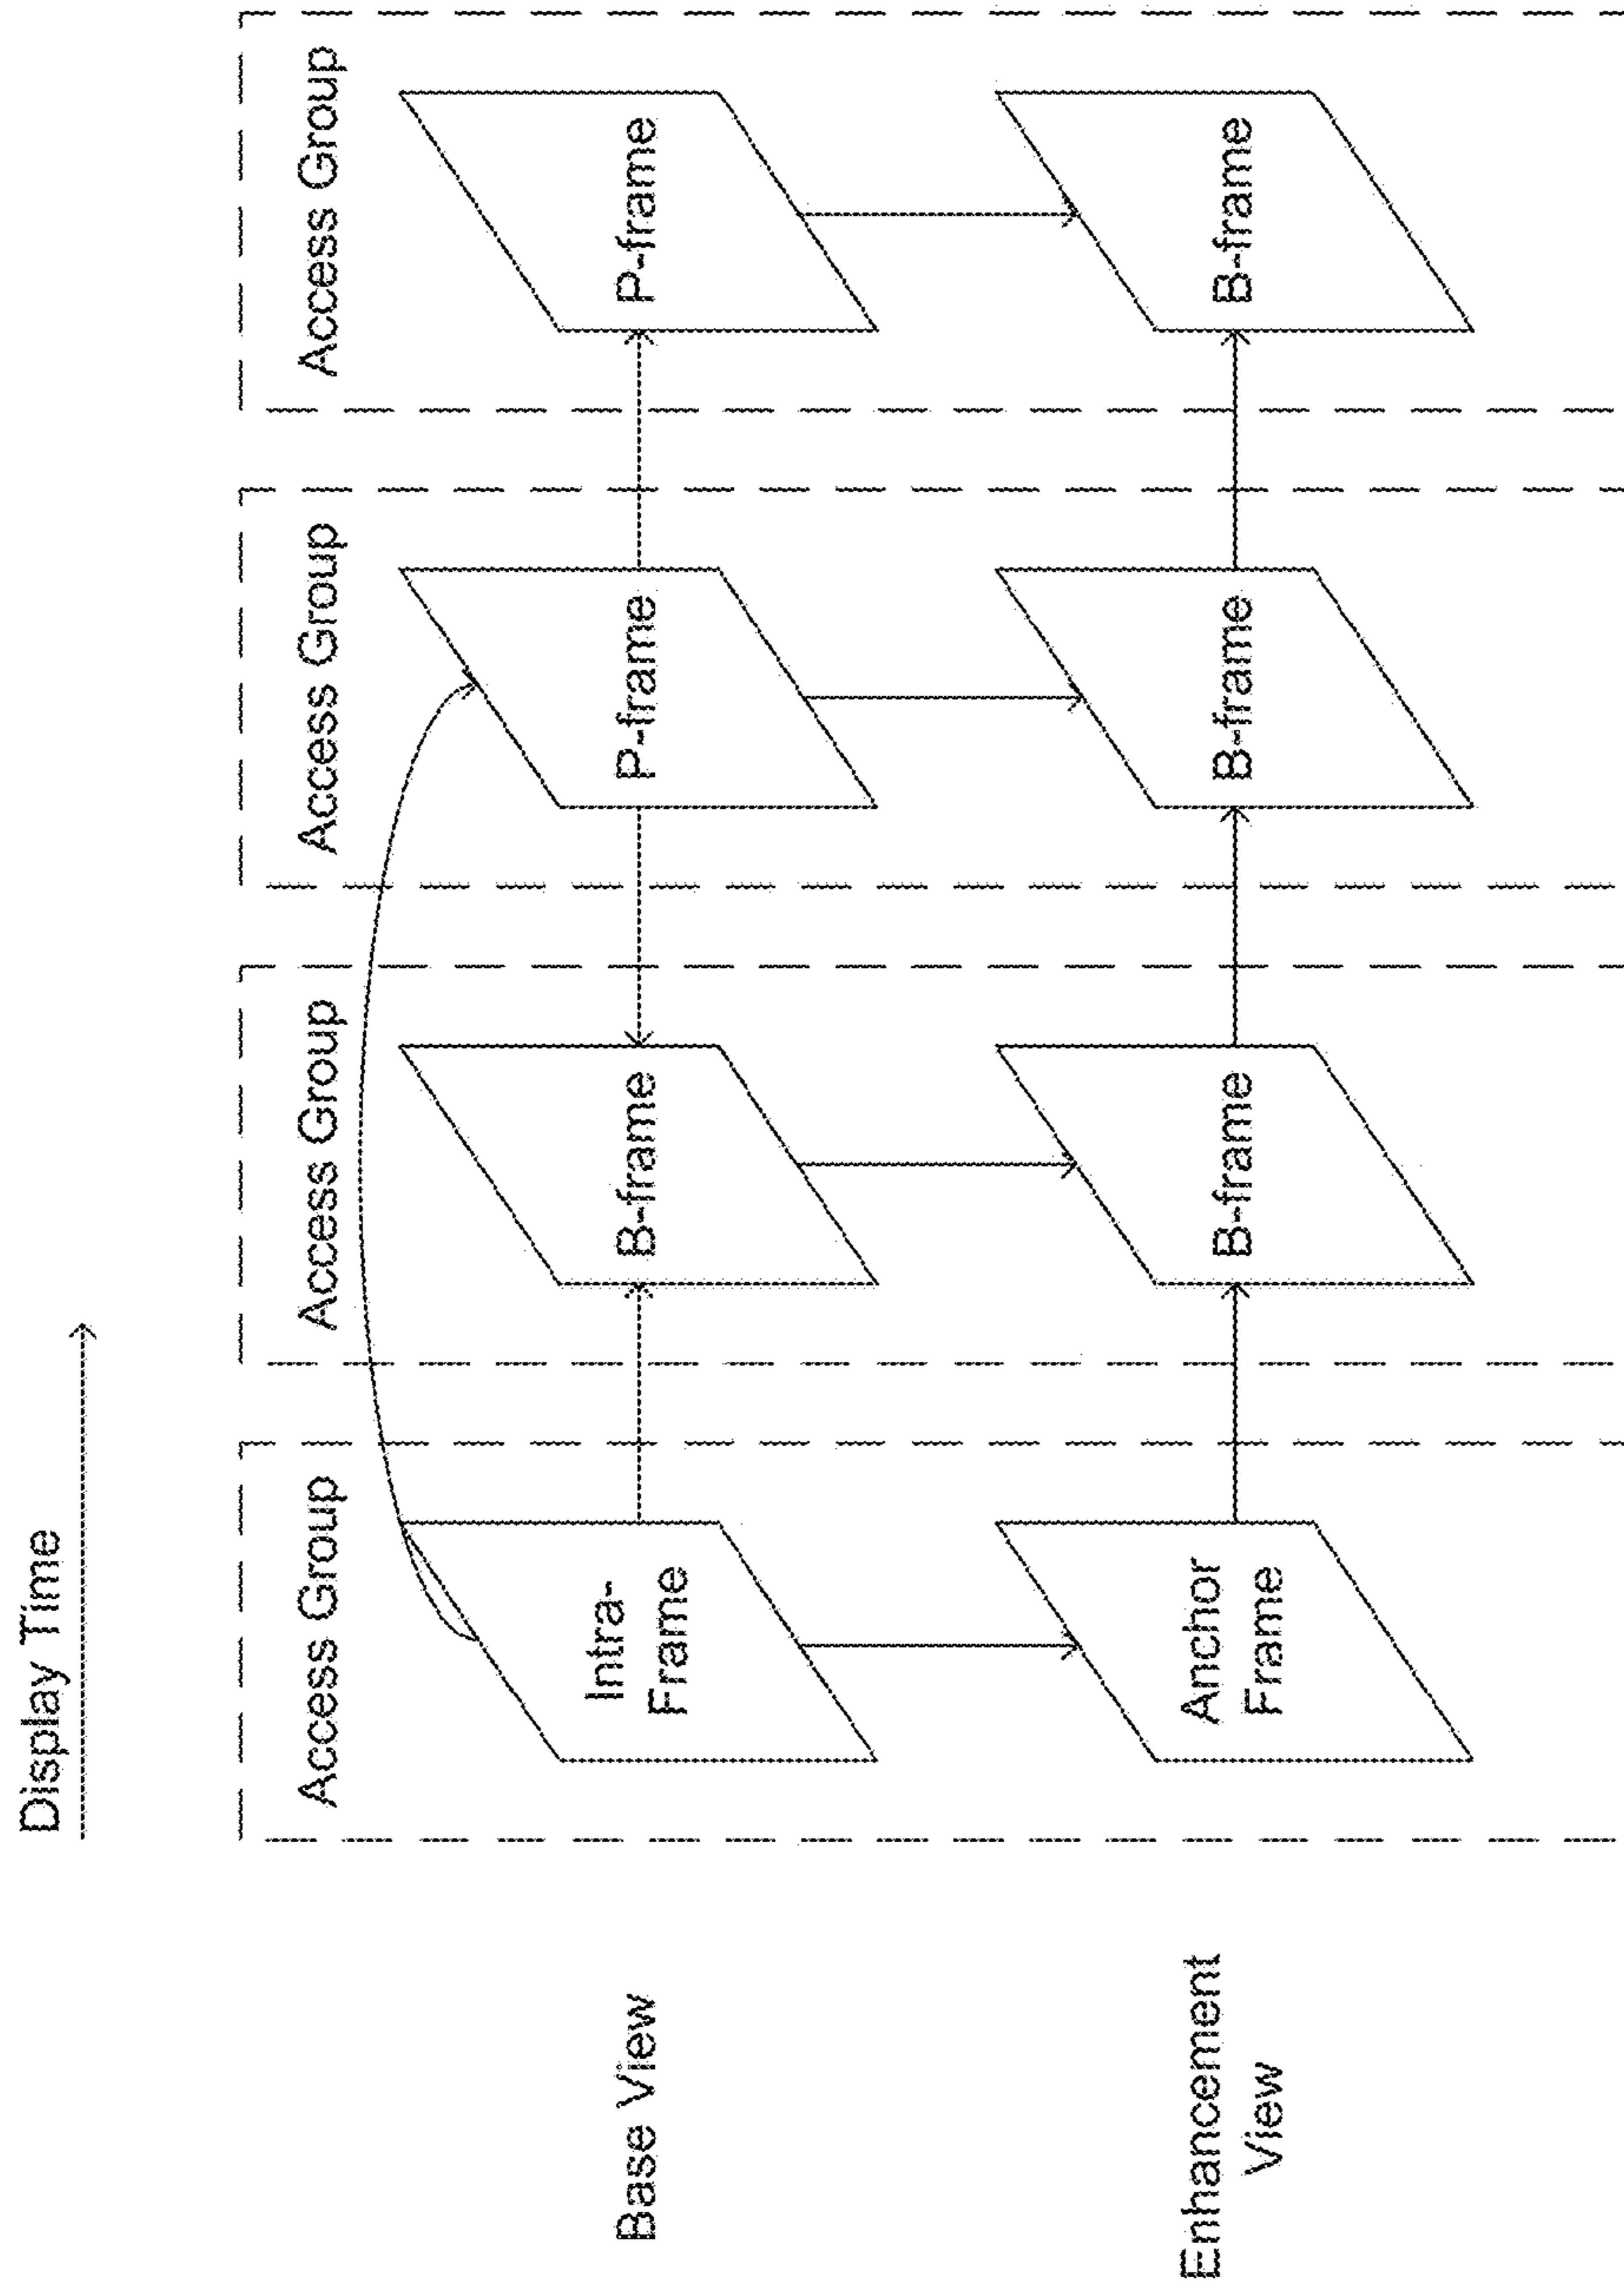 Display Time
Access Group
Access Group
Access Group
Access Group
Base View
Intra-
Frame
B-frame
P-frame
P-frame
Enhancement
View
Anchor
Frame
B-frame
B-frame
B-frame